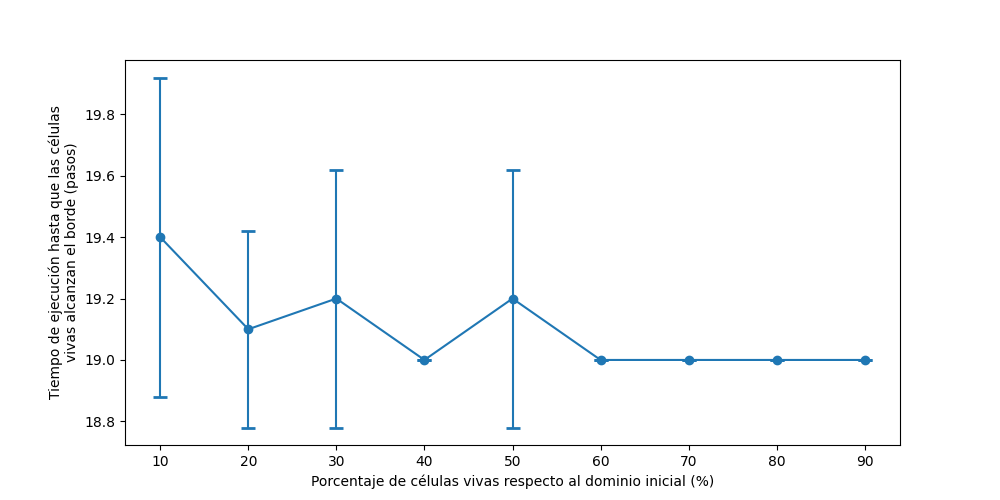 Tiempo de ejecución hasta que las células
vivas alcanzan el borde (pasos)
19.8
19.6
19.4
19.2
19.0
18.8
10 20 30 40 50 60 70 80 90
Porcentaje de células vivas respecto al dominio inicial (%)